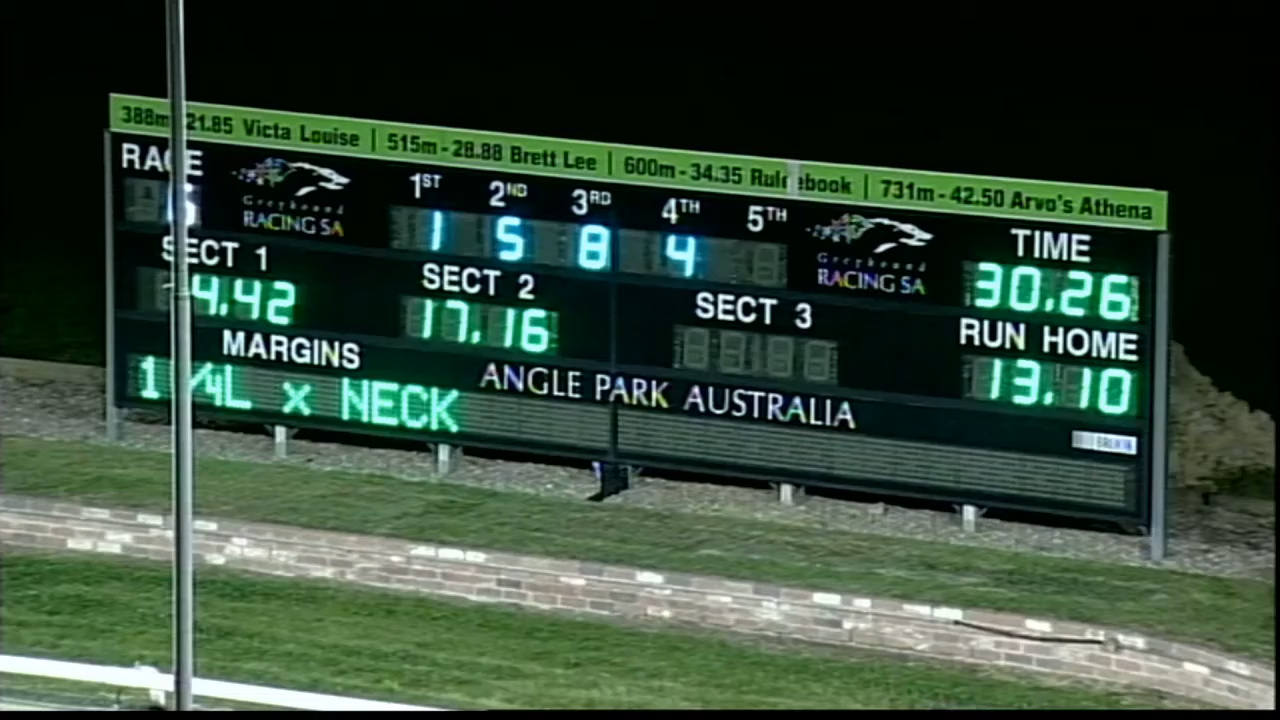 388m 21.85 Victa Louise | 515m - 28.88 Brett Lee | 600m - 34.35 Rulebook | 731m - 42.50 Arvo's Athena
RACE 1ST 2ND 3RD 4TH 5TH
Greyhound RACING SA
1 5 8 4
Greyhound RACING SA
TIME
30.26
SECT 1 SECT 2 SECT 3 RUN HOME
4.42 17.16 13.10
MARGINS
ANGLE PARK AUSTRALIA
1 /4L x NECK